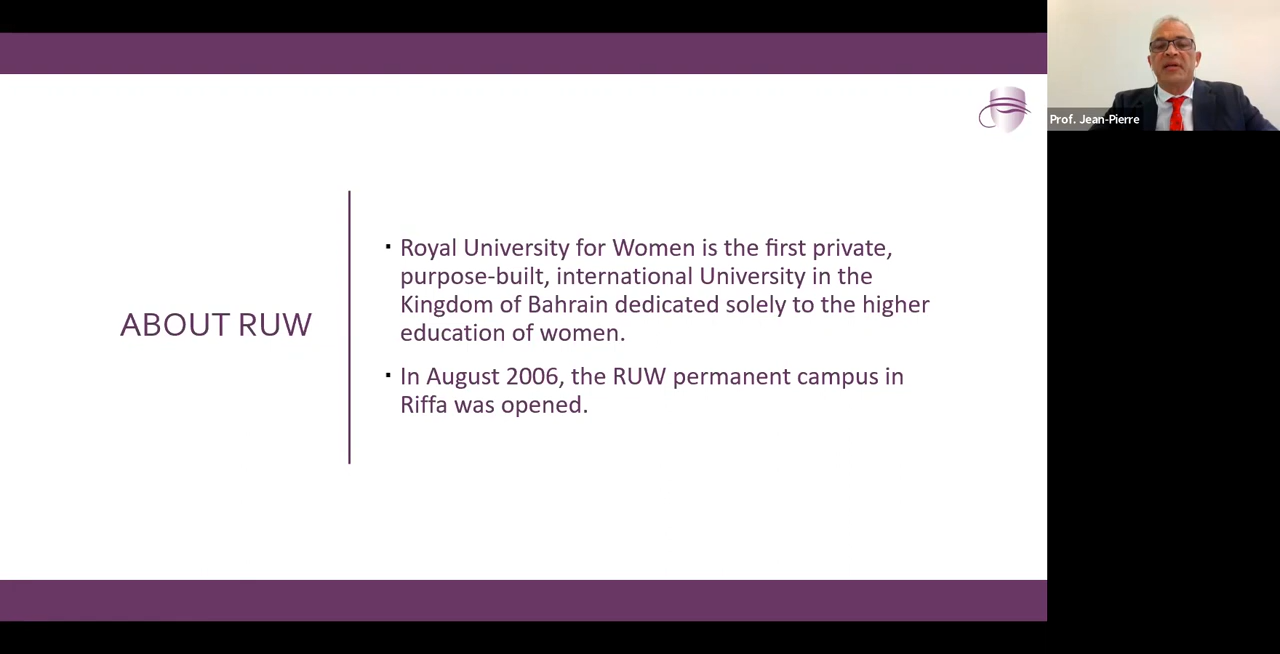 ABOUT RUW
▪ Royal University for Women is the first private,
purpose-built, international University in the
Kingdom of Bahrain dedicated solely to the higher
education of women.
▪ In August 2006, the RUW permanent campus in
Riffa was opened.
Prof. Jean-Pierre